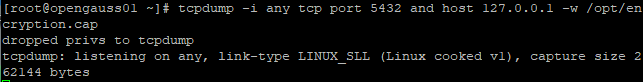 [root@opengauss01 ~]# tcpdump -i any tcp port 5432 and host 127.0.0.1 -w /opt/en
cryption.cap
dropped privs to tcpdump
tcpdump: listening on any, link-type LINUX_SLL (Linux cooked v1), capture size 2
62144 bytes